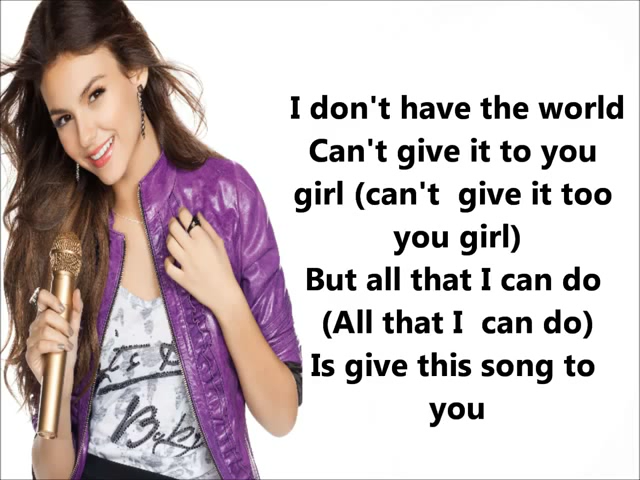 I don't have the world
Can't give it to you
girl (can't  give it too
you girl)
But all that I can do
(All that I  can do)
Is give this song to
you
Baby